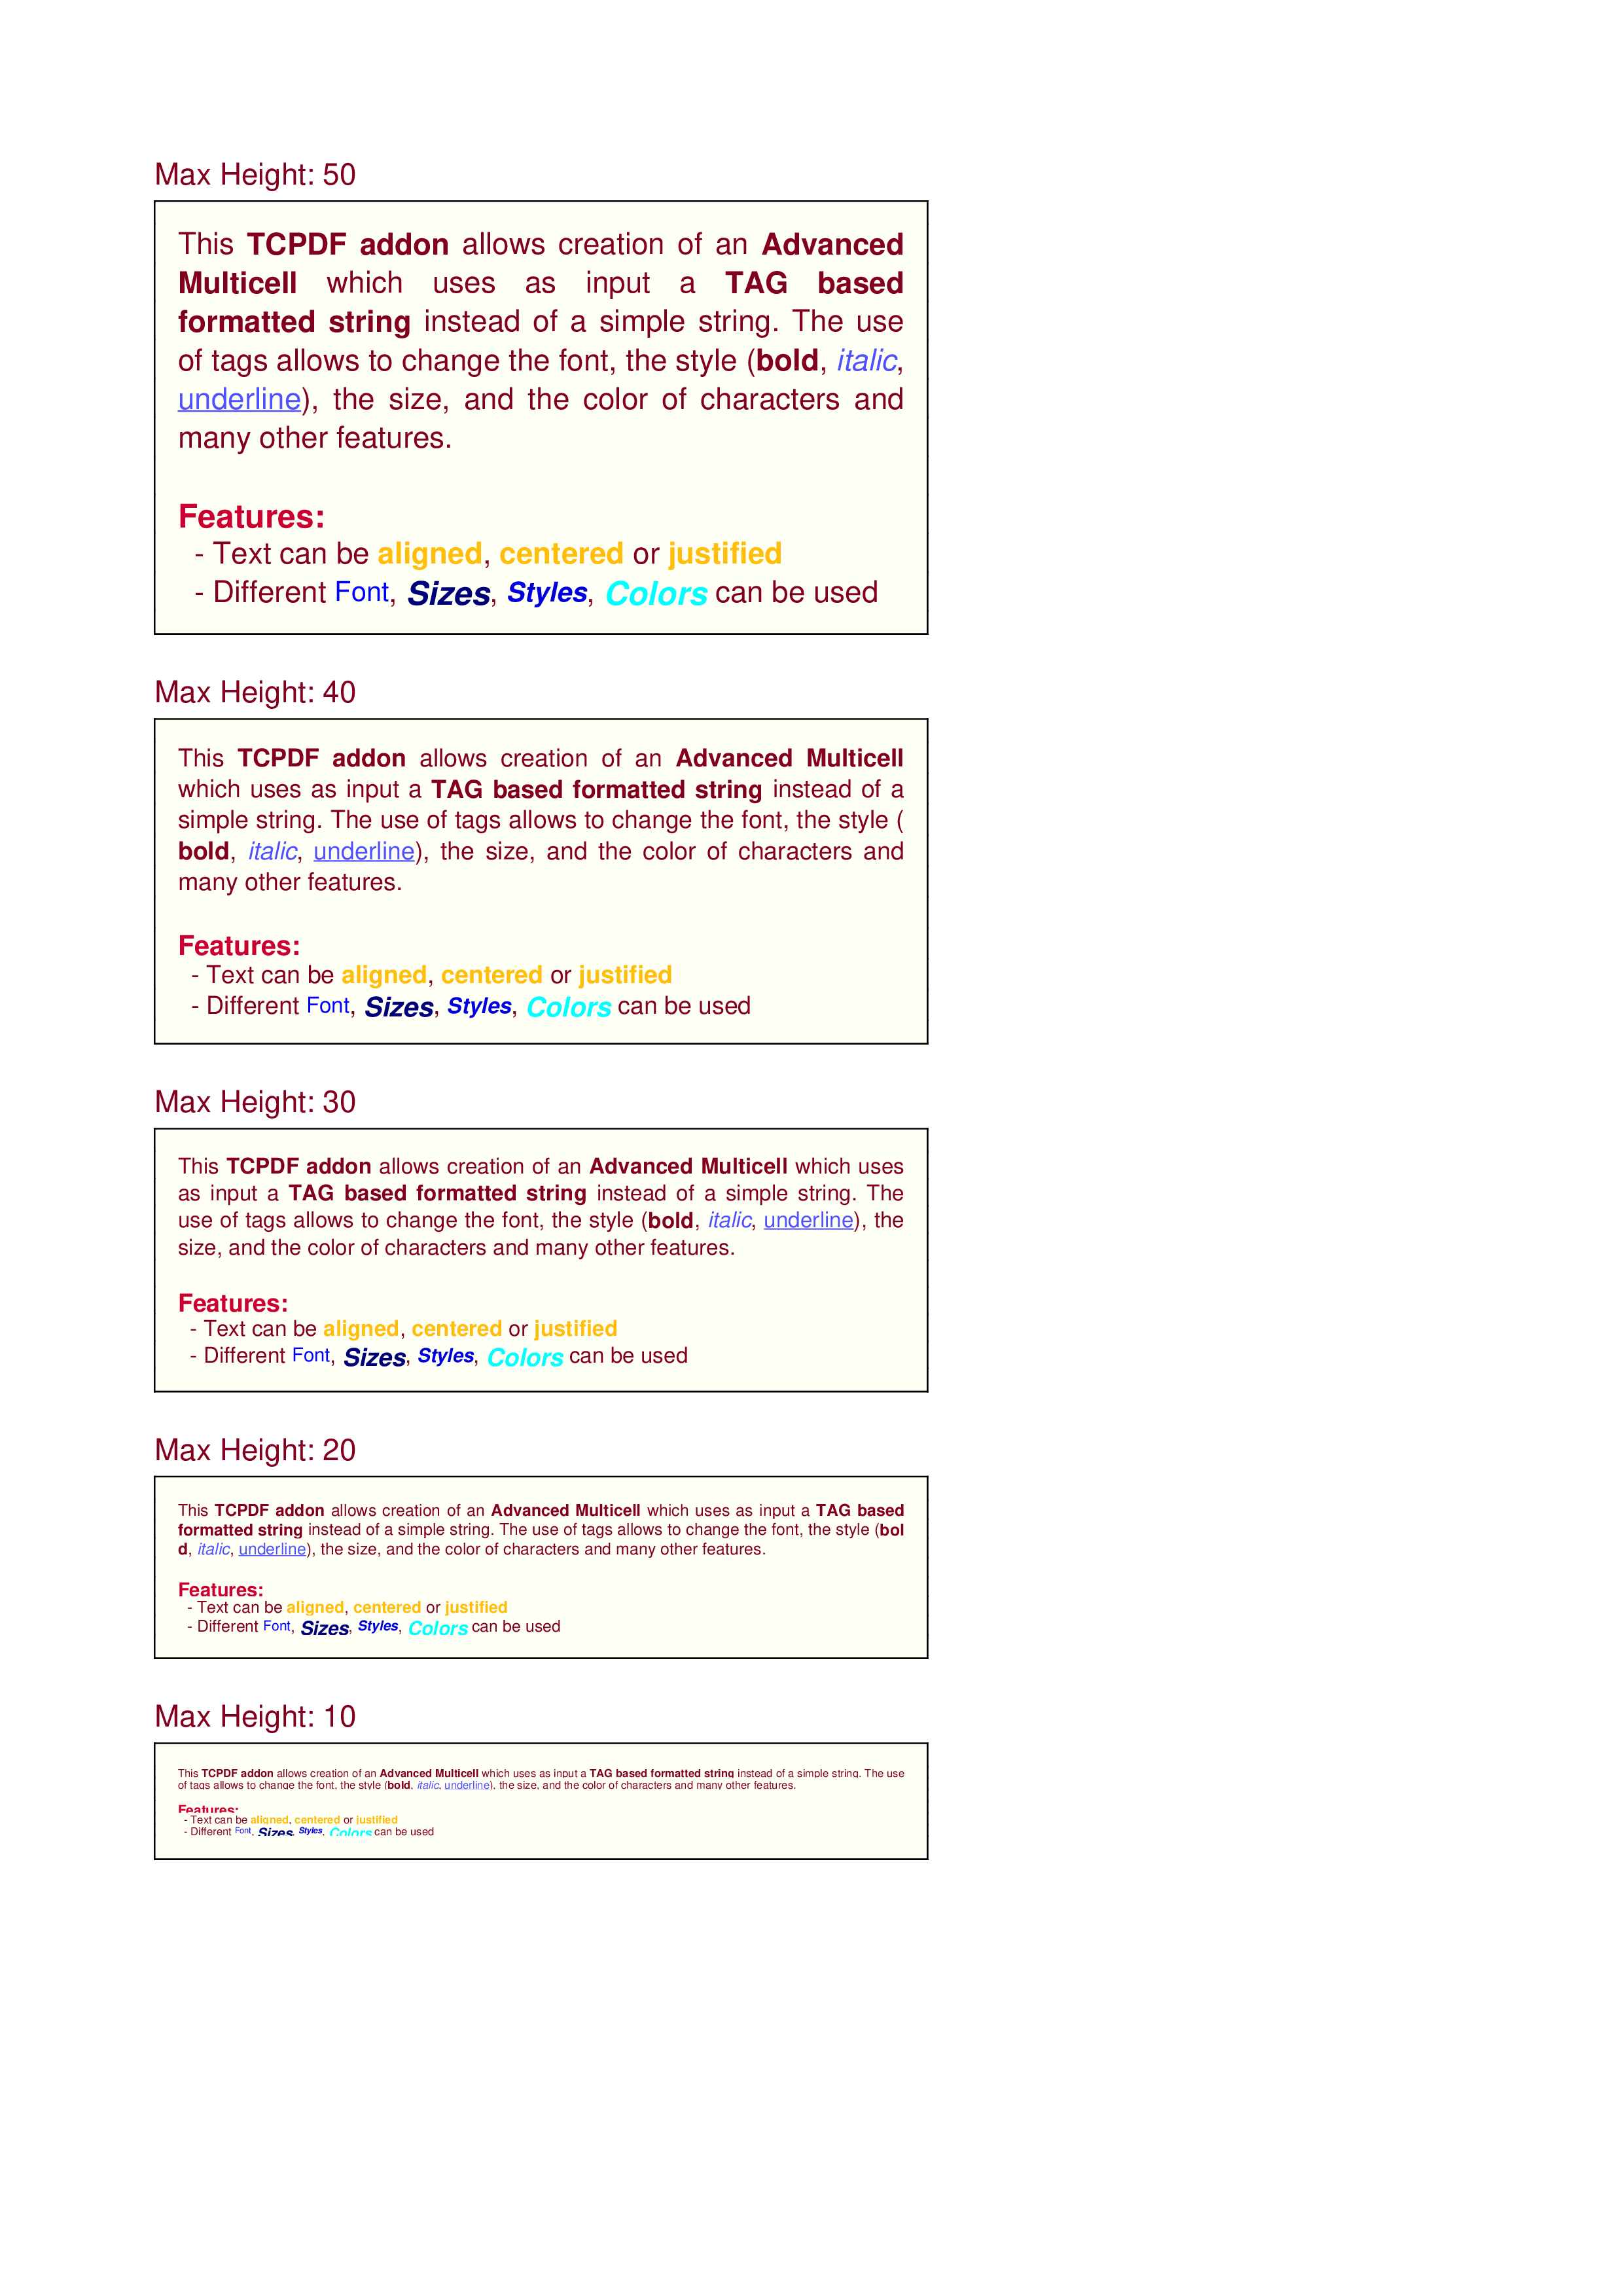 Max Height: 50
This TCPDF addon allows creation of an Advanced
Multicell which uses as input a TAG based
formatted string instead of a simple string. The use
of tags allows to change the font, the style (bold, italic,
underline), the size, and the color of characters and
many other features.
Features:
- Text can be aligned, centered or justified
- Different Font, Sizes, Styles, Colors can be used
Max Height: 40
This TCPDF addon allows creation of an Advanced Multicell
which uses as input a TAG based formatted string instead of a
simple string. The use of tags allows to change the font, the style (
bold, italic, underline), the size, and the color of characters and
many other features.
Features:
- Text can be aligned, centered or justified
- Different Font, Sizes, Styles, Colors can be used
Max Height: 30
This TCPDF addon allows creation of an Advanced Multicell which uses
as input a TAG based formatted string instead of a simple string. The
use of tags allows to change the font, the style (bold, italic, underline), the
size, and the color of characters and many other features.
Features:
- Text can be aligned, centered or justified
- Different Font, Sizes, Styles, Colors can be used
Max Height: 20
This TCPDF addon allows creation of an Advanced Multicell which uses as input a TAG based
formatted string instead of a simple string. The use of tags allows to change the font, the style (bol
d, italic, underline), the size, and the color of characters and many other features.
Features:
- Text can be aligned, centered or justified
- Different Font, Sizes, Styles, Colors can be used
Max Height: 10
This TCPDF addon allows creation of an Advanced Multicell which uses as input a TAG based formatted string instead of a simple string. The use
of tags allows to change the font, the style (bold, italic, underline), the size, and the color of characters and many other features.
Features:
- Text can be aligned, centered or justified
- Different Font, Sizes, Styles, Colors can be used